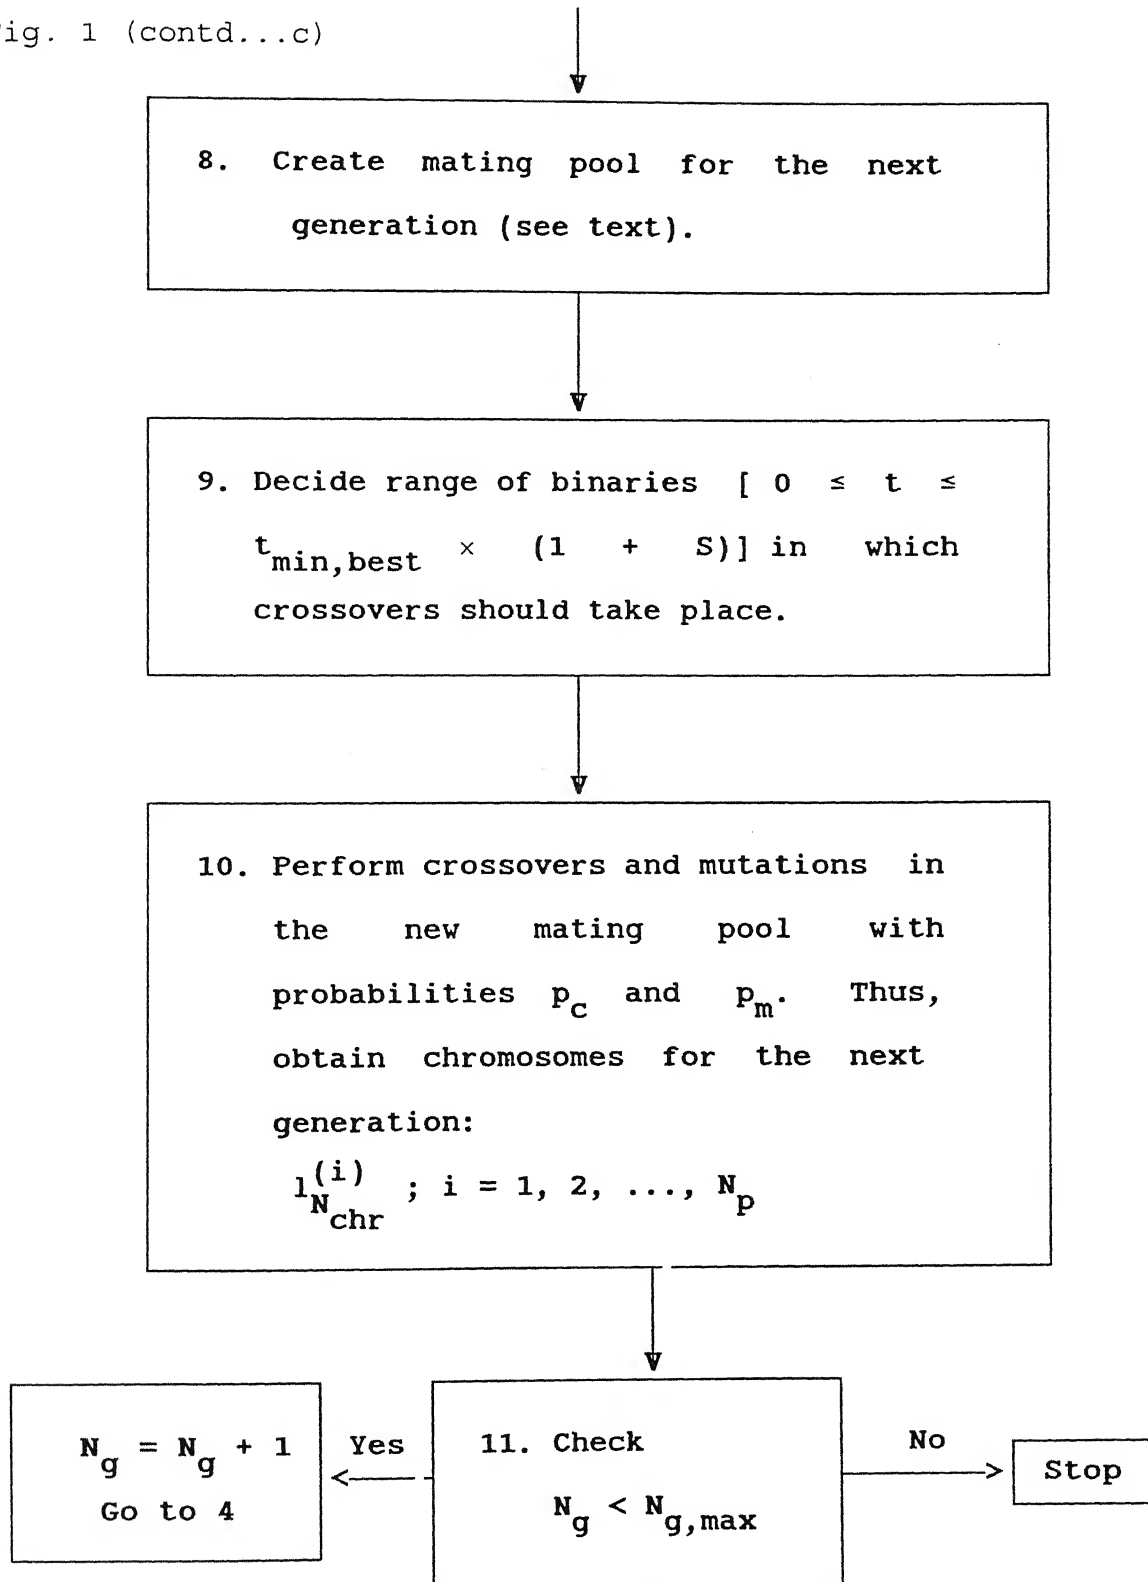 ig. 1 (contd...c)
8. Create mating pool for the next
generation (see text).
9. Decide range of binaries [ 0 ≤ t ≤
t_min,best × (1 + S)] in which
crossovers should take place.
10. Perform crossovers and mutations in
the new mating pool with
probabilities p_c and p_m. Thus,
obtain chromosomes for the next
generation:
l_N_chr^(i) ; i = 1, 2, ..., N_p
N_g = N_g + 1
Go to 4
Yes
11. Check
N_g < N_g,max
No
Stop